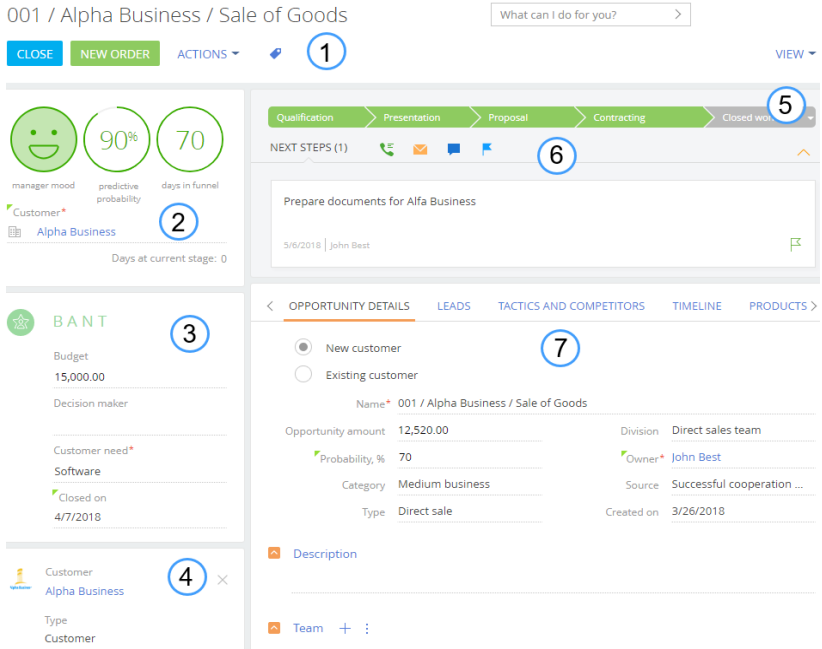 001 / Alpha Business / Sale of Goods
What can I do for you?
CLOSE NEW ORDER ACTIONS 1 VIEW
Qualification Presentation Proposal Contracting Closed wo 5
NEXT STEPS (1) 6
90% 70
manager mood predictive probability days in funnel
Customer*
Alpha Business 2
Days at current stage: 0
Prepare documents for Alfa Business
5/6/2018 | John Best
BANT 3
Budget
15,000.00
Decision maker
Customer need*
Software
Closed on
4/7/2018
Customer 4
Alpha Business
Type
Customer
OPPORTUNITY DETAILS LEADS TACTICS AND COMPETITORS TIMELINE PRODUCTS
7
New customer
Existing customer
Name* 001 / Alpha Business / Sale of Goods
Opportunity amount 12,520.00 Division Direct sales team
Probability, % 70 Owner* John Best
Category Medium business Source Successful cooperation ...
Type Direct sale Created on 3/26/2018
Description
Team